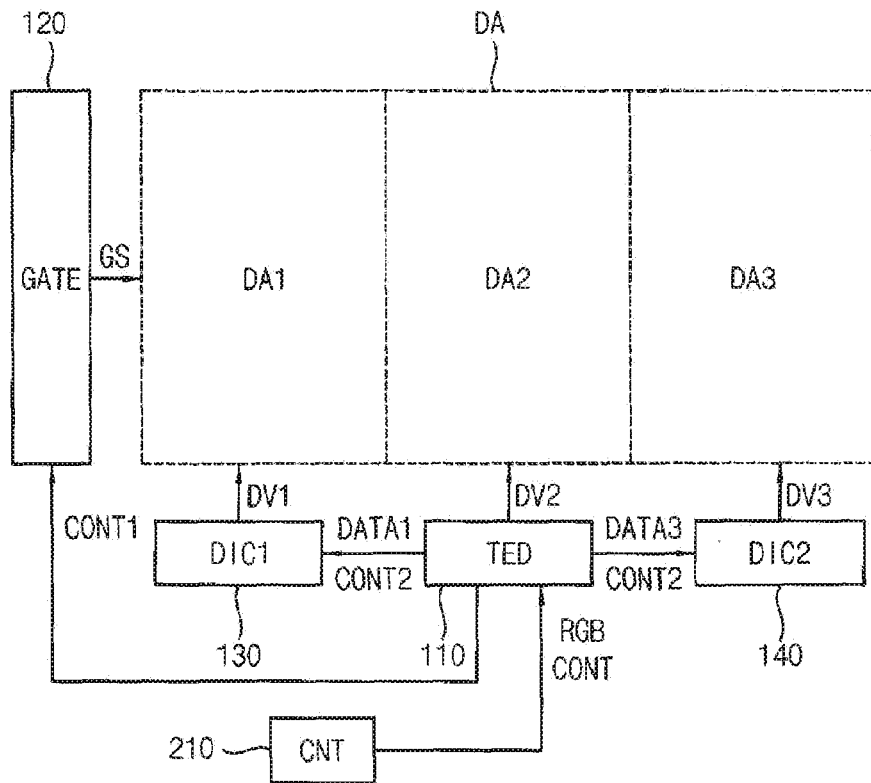 120
DA
GATE
GS
DA1
DA2
DA3
CONT1
DV1
DV2
DV3
DIC1
DATA1
CONT2
TED
DATA3
CONT2
DIC2
130
110
RGB
CONT
140
210
CNT